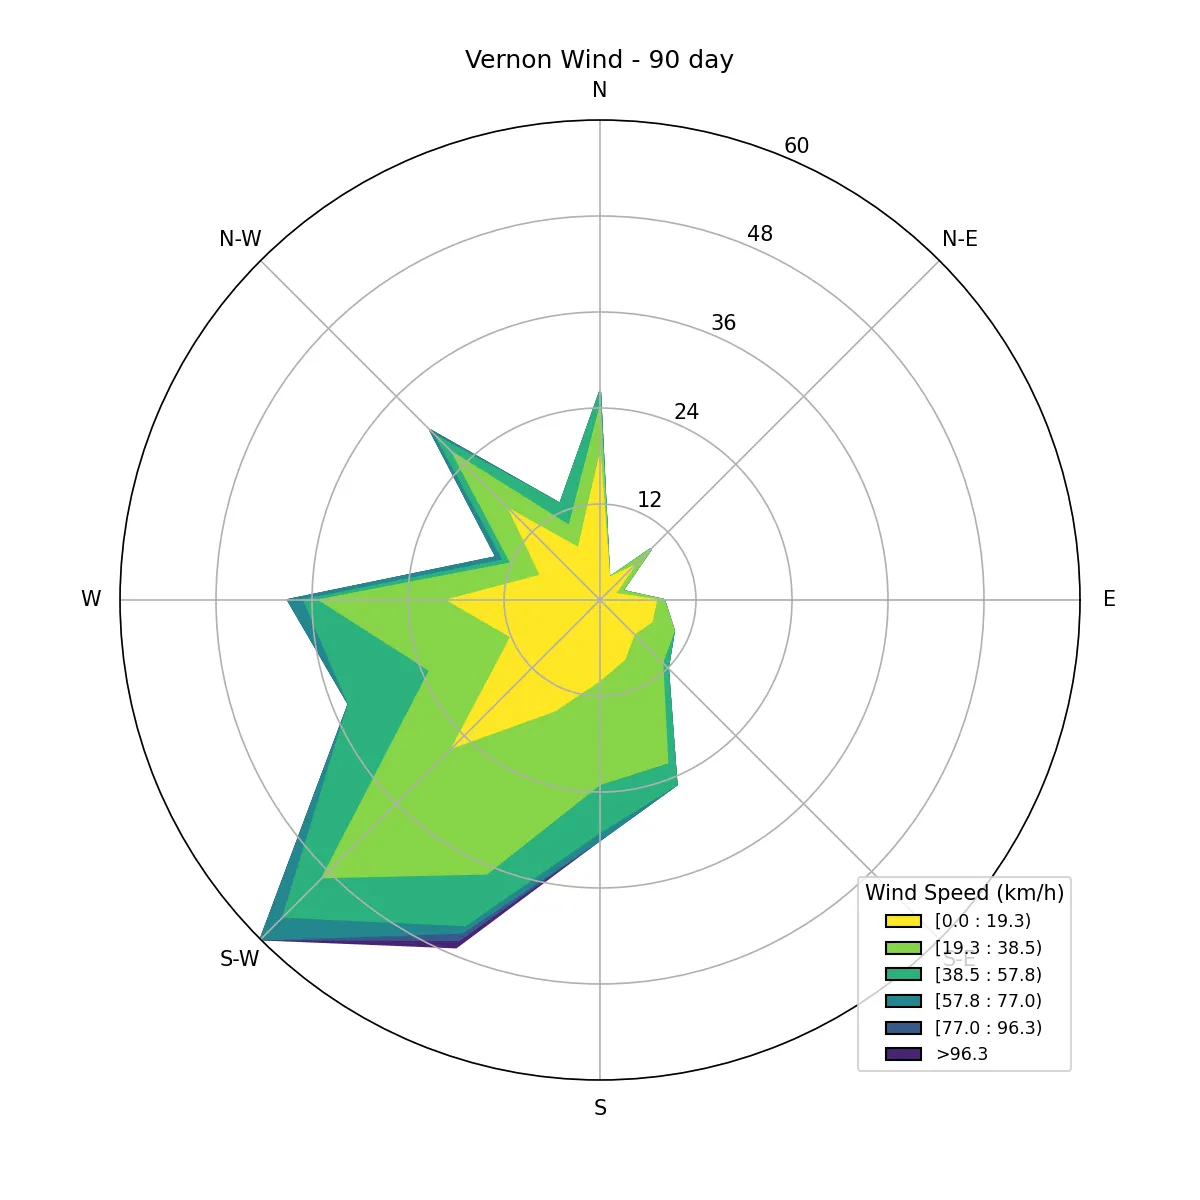 Vernon Wind - 90 day
N
60
N-W
N-E
48
36
24
12
W
E
S-W
S-E
S
Wind Speed (km/h)
[0.0 : 19.3)
[19.3 : 38.5)
[38.5 : 57.8)
[57.8 : 77.0)
[77.0 : 96.3)
>96.3